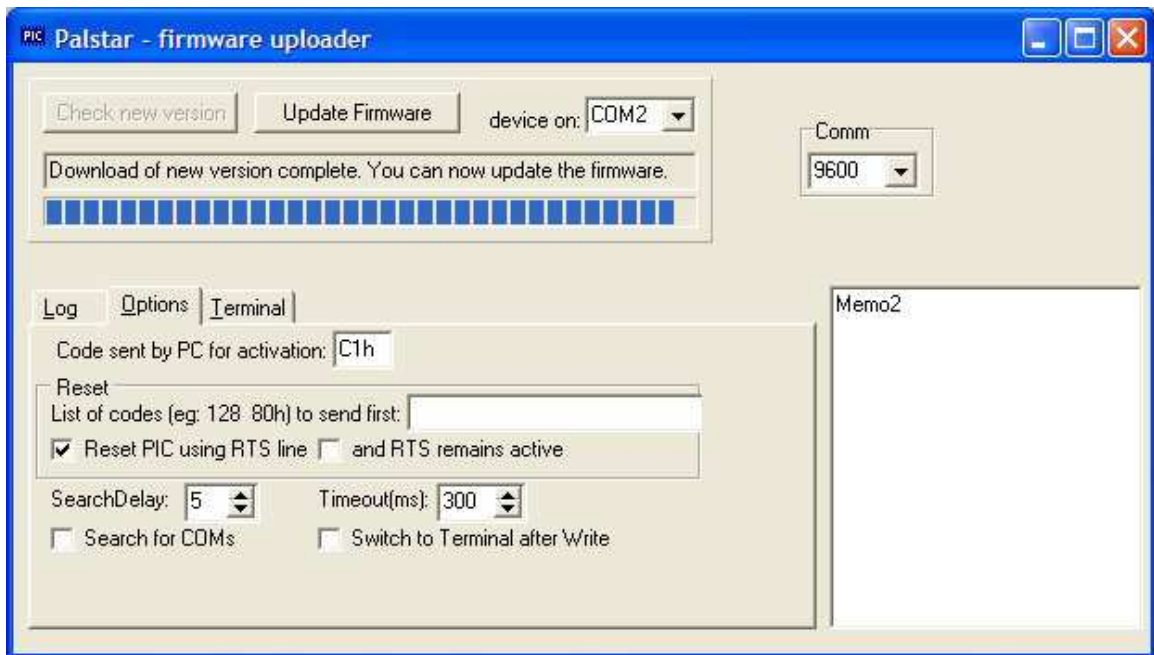 PIC Palstar - firmware uploader
Check new version
Update Firmware
device on: COM2
Comm
9600
Download of new version complete. You can now update the firmware.
Log Options Terminal
Memo2
Code sent by PC for activation: C1h
Reset
List of codes (eg: 128 80h) to send first:
Reset PIC using RTS line and RTS remains active
SearchDelay: 5 Timeout(ms): 300
Search for COMs Switch to Terminal after Write